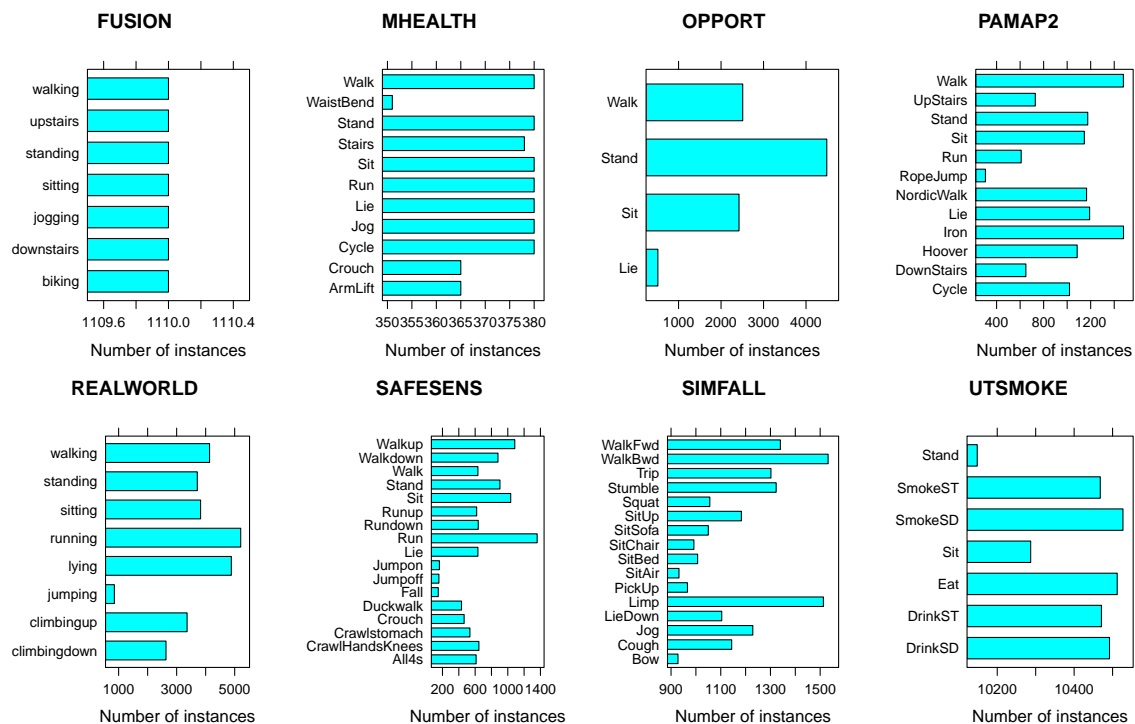 FUSION
walking
upstairs
standing
sitting
jogging
downstairs
biking
1109.6 1110.0 1110.4
Number of instances
MHEALTH
Walk
WaistBend
Stand
Stairs
Sit
Run
Lie
Jog
Cycle
Crouch
ArmLift
350 355 360 365 370 375 380
Number of instances
OPPORT
Walk
Stand
Sit
Lie
1000 2000 3000 4000
Number of instances
PAMAP2
Walk
UpStairs
Stand
Sit
Run
RopeJump
NordicWalk
Lie
Iron
Hoover
DownStairs
Cycle
400 800 1200
Number of instances
REALWORLD
walking
standing
sitting
running
lying
jumping
climbingup
climbingdown
1000 3000 5000
Number of instances
SAFESENS
Walkup
Walkdown
Walk
Stand
Sit
Runup
Rundown
Run
Lie
Jumpon
Jumpoff
Fall
Duckwalk
Crouch
Crawlstomach
CrawlHandsKnees
All4s
200 600 1000 1400
Number of instances
SIMFALL
WalkFwd
WalkBwd
Trip
Stumble
Squat
SitUp
SitSofa
SitChair
SitBed
SitAir
PickUp
Limp
LieDown
Jog
Cough
Bow
900 1100 1300 1500
Number of instances
UTSMOKE
Stand
SmokeST
SmokeSD
Sit
Eat
DrinkST
DrinkSD
10200 10400
Number of instances